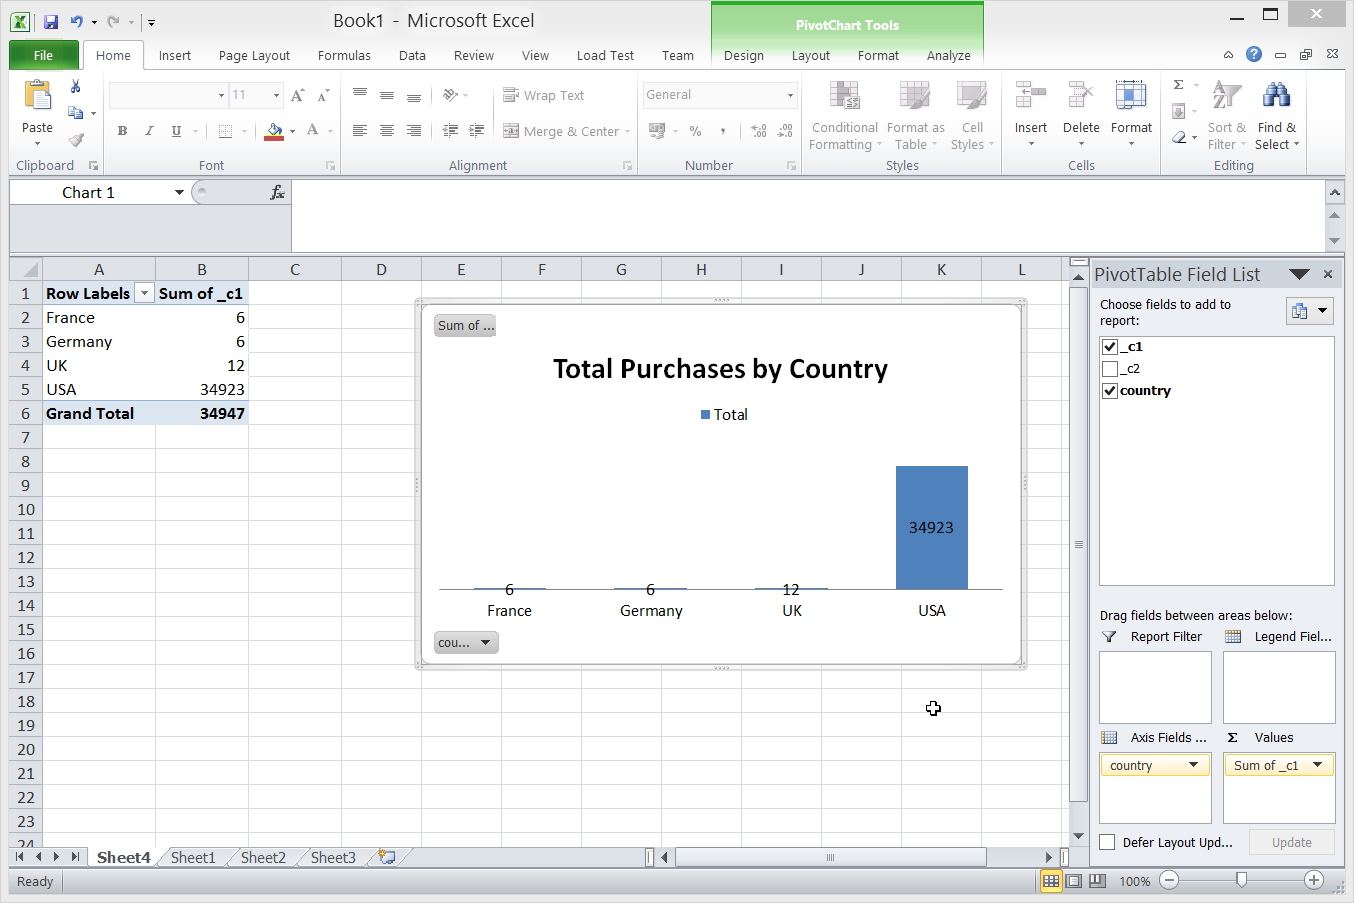 Book1 - Microsoft Excel
PivotChart Tools
File Home Insert Page Layout Formulas Data Review View Load Test Team Design Layout Format Analyze
Paste
11
B I U A
Wrap Text
Merge & Center
General
% ,
Conditional Formatting
Format as Table
Cell Styles
Insert
Delete
Format
Sort & Filter
Find & Select
Clipboard Font Alignment Number Styles Cells Editing
Chart 1 fx
A B C D E F G H I J K L
1 Row Labels Sum of _c1
2 France 6
3 Germany 6
4 UK 12
5 USA 34923
6 Grand Total 34947
7
8
9
10
11
12
13
14
15
16
17
18
19
20
21
22
23
24
Sum of ...
Total Purchases by Country
Total
34923
6 6 12
France Germany UK USA
cou...
PivotTable Field List
Choose fields to add to
report:
_c1
_c2
country
Drag fields between areas below:
Report Filter Legend Fiel...
Axis Fields ... Σ Values
country Sum of _c1
Defer Layout Upd... Update
Sheet4 Sheet1 Sheet2 Sheet3
Ready 100%